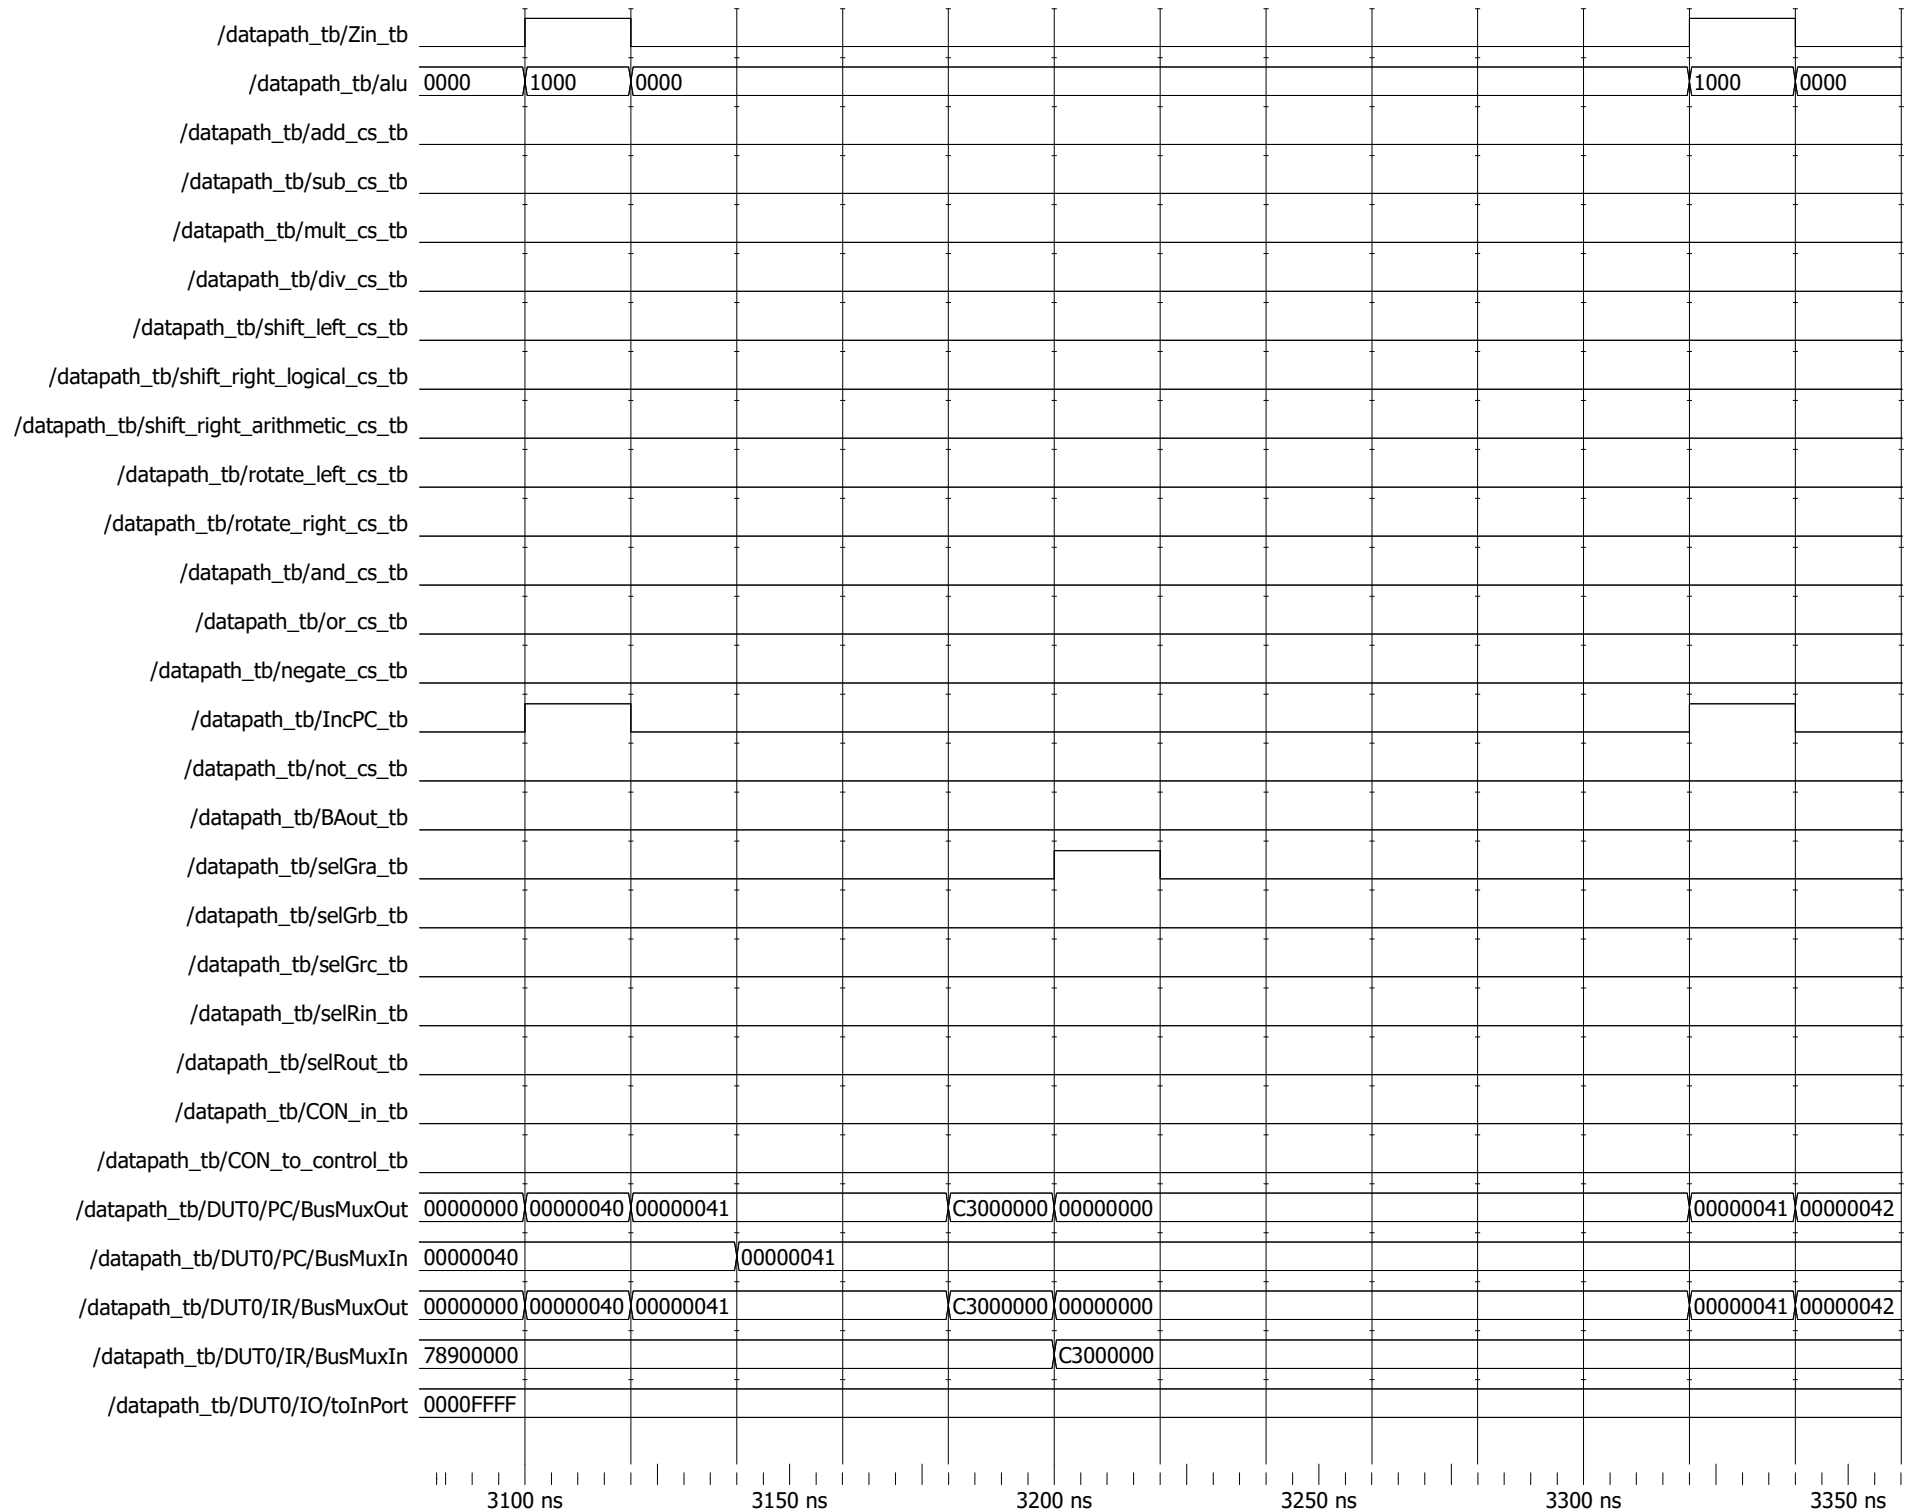 /datapath_tb/Zin_tb
/datapath_tb/alu 0000 1000 0000 1000 0000
/datapath_tb/add_cs_tb
/datapath_tb/sub_cs_tb
/datapath_tb/mult_cs_tb
/datapath_tb/div_cs_tb
/datapath_tb/shift_left_cs_tb
/datapath_tb/shift_right_logical_cs_tb
/datapath_tb/shift_right_arithmetic_cs_tb
/datapath_tb/rotate_left_cs_tb
/datapath_tb/rotate_right_cs_tb
/datapath_tb/and_cs_tb
/datapath_tb/or_cs_tb
/datapath_tb/negate_cs_tb
/datapath_tb/IncPC_tb
/datapath_tb/not_cs_tb
/datapath_tb/BAout_tb
/datapath_tb/selGra_tb
/datapath_tb/selGrb_tb
/datapath_tb/selGrc_tb
/datapath_tb/selRin_tb
/datapath_tb/selRout_tb
/datapath_tb/CON_in_tb
/datapath_tb/CON_to_control_tb
/datapath_tb/DUT0/PC/BusMuxOut 00000000 00000040 00000041 C3000000 00000000 00000041 00000042
/datapath_tb/DUT0/PC/BusMuxIn 00000040 00000041
/datapath_tb/DUT0/IR/BusMuxOut 00000000 00000040 00000041 C3000000 00000000 00000041 00000042
/datapath_tb/DUT0/IR/BusMuxIn 78900000 C3000000
/datapath_tb/DUT0/IO/toInPort 0000FFFF
3100 ns 3150 ns 3200 ns 3250 ns 3300 ns 3350 ns